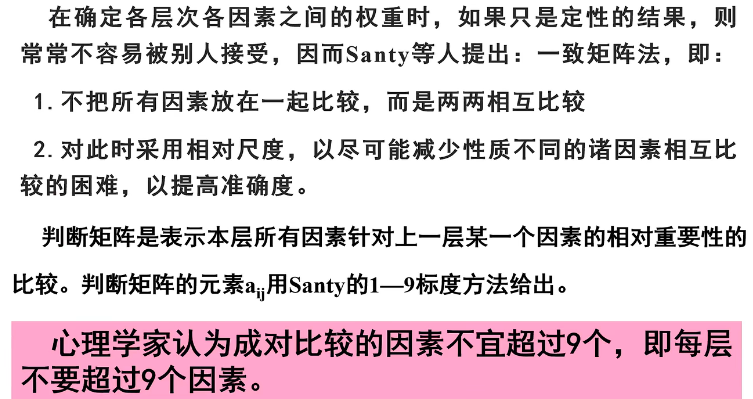 在确定各层次各因素之间的权重时，如果只是定性的结果，则
常常不容易被别人接受，因而Santy等人提出：一致矩阵法，即：
1.不把所有因素放在一起比较，而是两两相互比较
2.对此时采用相对尺度，以尽可能减少性质不同的诸因素相互比
较的困难，以提高准确度。
判断矩阵是表示本层所有因素针对上一层某一个因素的相对重要性的
比较。判断矩阵的元素aij用Santy的1—9标度方法给出。
心理学家认为成对比较的因素不宜超过9个，即每层
不要超过9个因素。